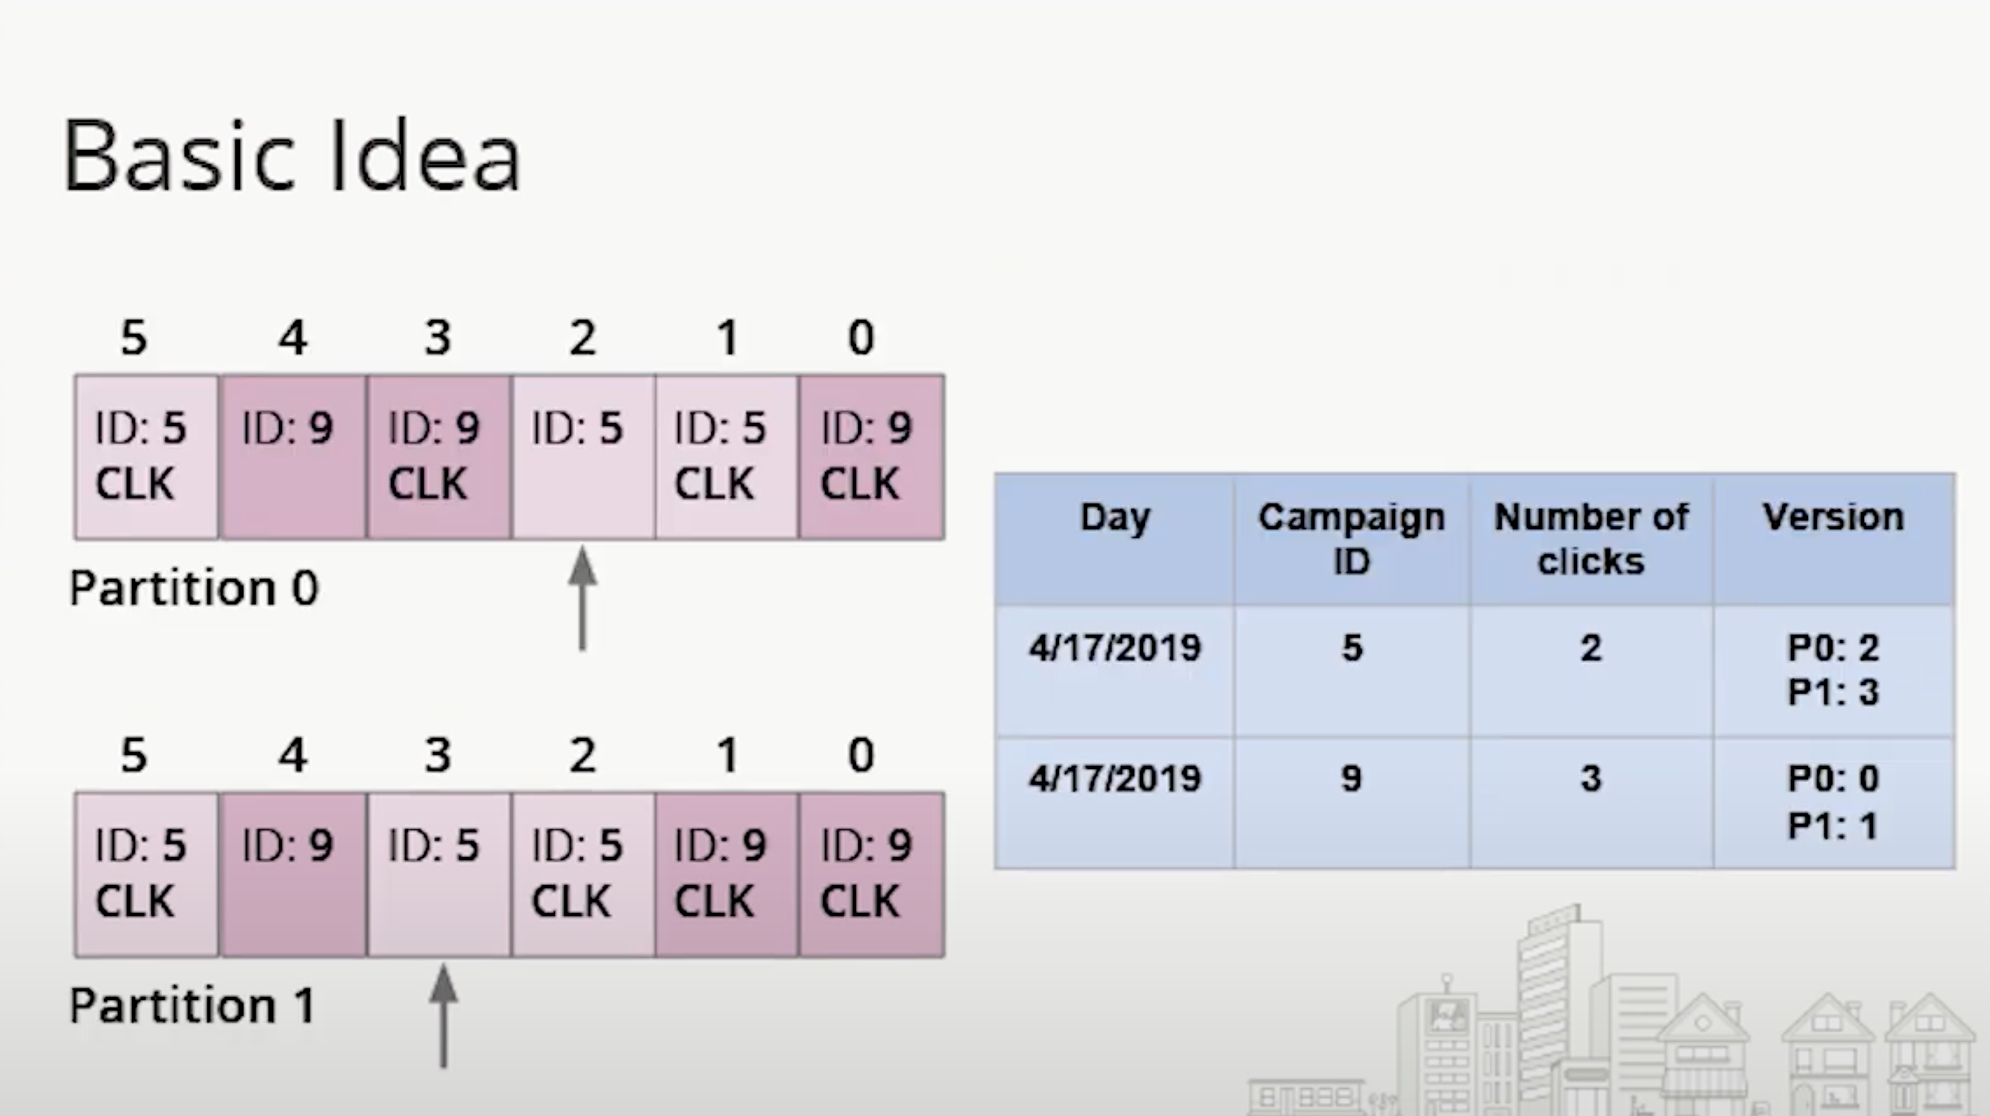 Basic Idea
5 4 3 2 1 0
ID: 5 ID: 9 ID: 9 ID: 5 ID: 5 ID: 9
CLK CLK CLK CLK
Partition 0
5 4 3 2 1 0
ID: 5 ID: 9 ID: 5 ID: 5 ID: 9 ID: 9
CLK CLK CLK CLK
Partition 1
Day Campaign ID Number of clicks Version
4/17/2019 5 2 P0: 2
P1: 3
4/17/2019 9 3 P0: 0
P1: 1